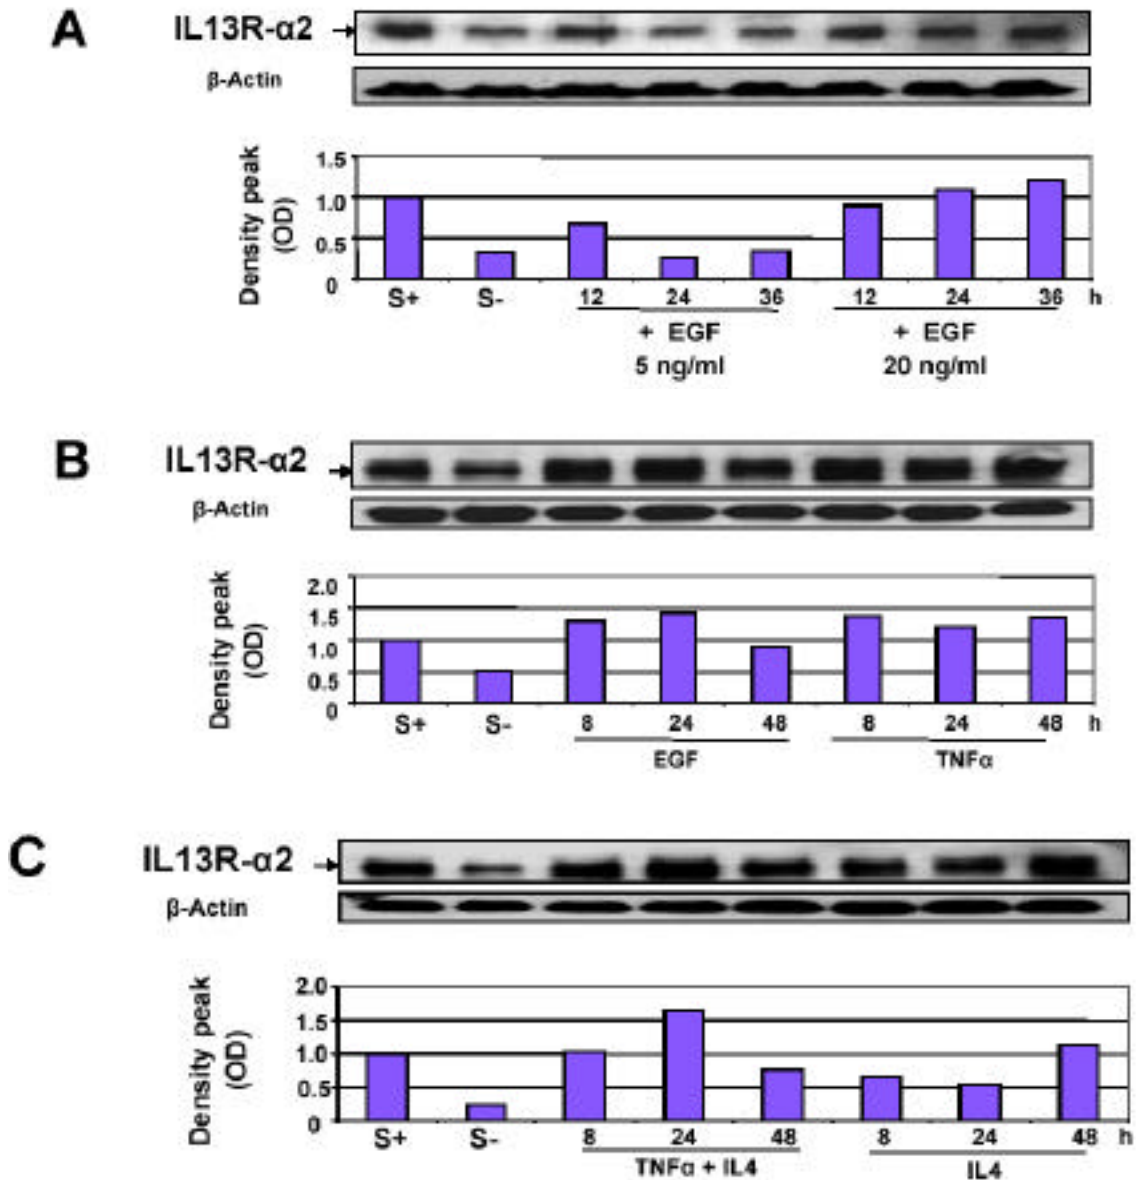 A
IL13R-α2
β-Actin
Density peak
(OD)
1.5
1.0
0.5
0
S+ S- 12 24 36 12 24 36 h
+ EGF + EGF
5 ng/ml 20 ng/ml
B
IL13R-α2
β-Actin
Density peak
(OD)
2.0
1.5
1.0
0.5
0
S+ S- 8 24 48 8 24 48 h
EGF TNFα
C
IL13R-α2
β-Actin
Density peak
(OD)
2.0
1.5
1.0
0.5
0
S+ S- 8 24 48 8 24 48 h
TNFα + IL4 IL4